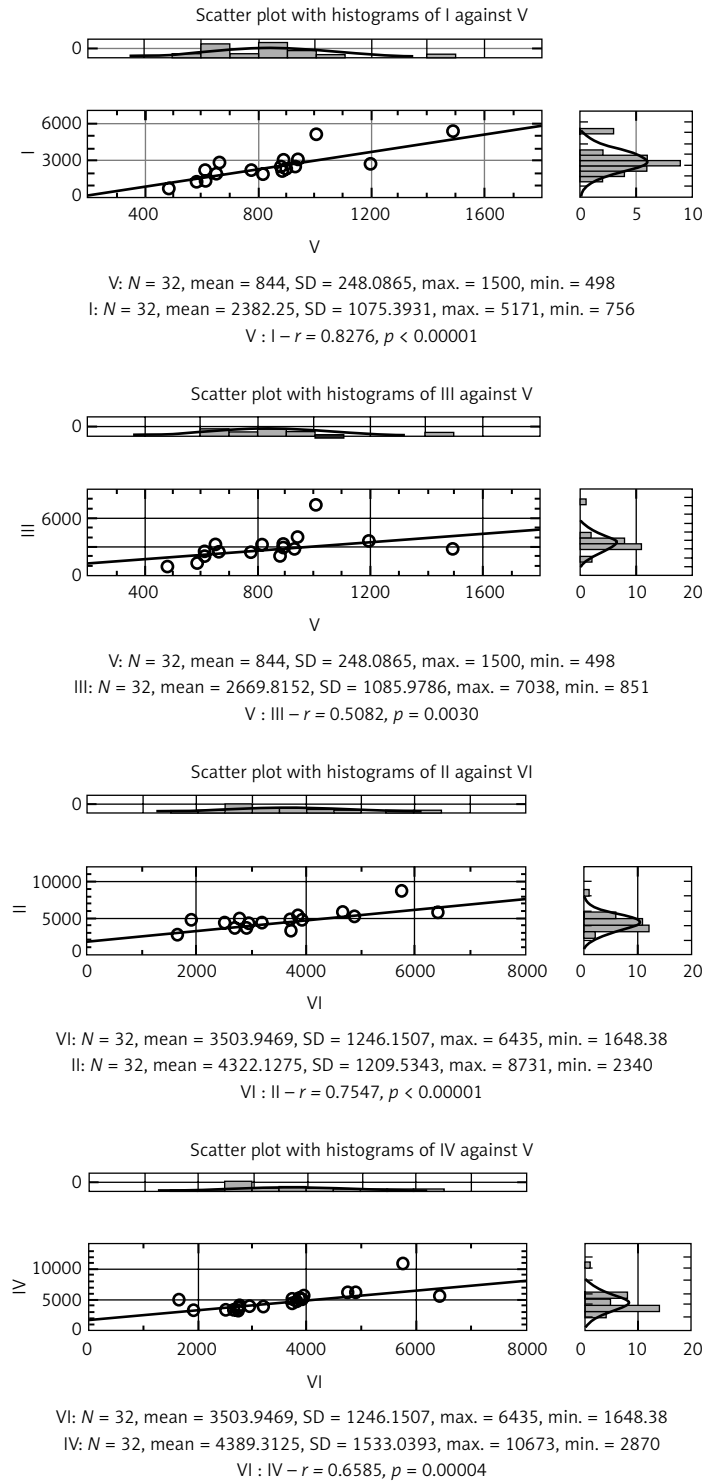 Scatter plot with histograms of I against V
0
6000
3000
0
I
400 800 1200 1600
0 5 10
V
V: N = 32, mean = 844, SD = 248.0865, max. = 1500, min. = 498
I: N = 32, mean = 2382.25, SD = 1075.3931, max. = 5171, min. = 756
V : I – r = 0.8276, p < 0.00001
Scatter plot with histograms of III against V
0
6000
0
III
400 800 1200 1600
0 10 20
V
V: N = 32, mean = 844, SD = 248.0865, max. = 1500, min. = 498
III: N = 32, mean = 2669.8152, SD = 1085.9786, max. = 7038, min. = 851
V : III – r = 0.5082, p = 0.0030
Scatter plot with histograms of II against VI
0
10000
5000
0
II
0 2000 4000 6000 8000
0 10 20
VI
VI: N = 32, mean = 3503.9469, SD = 1246.1507, max. = 6435, min. = 1648.38
II: N = 32, mean = 4322.1275, SD = 1209.5343, max. = 8731, min. = 2340
VI : II – r = 0.7547, p < 0.00001
Scatter plot with histograms of IV against V
0
10000
5000
0
IV
0 2000 4000 6000 8000
0 10 20
VI
VI: N = 32, mean = 3503.9469, SD = 1246.1507, max. = 6435, min. = 1648.38
IV: N = 32, mean = 4389.3125, SD = 1533.0393, max. = 10673, min. = 2870
VI : IV – r = 0.6585, p = 0.00004